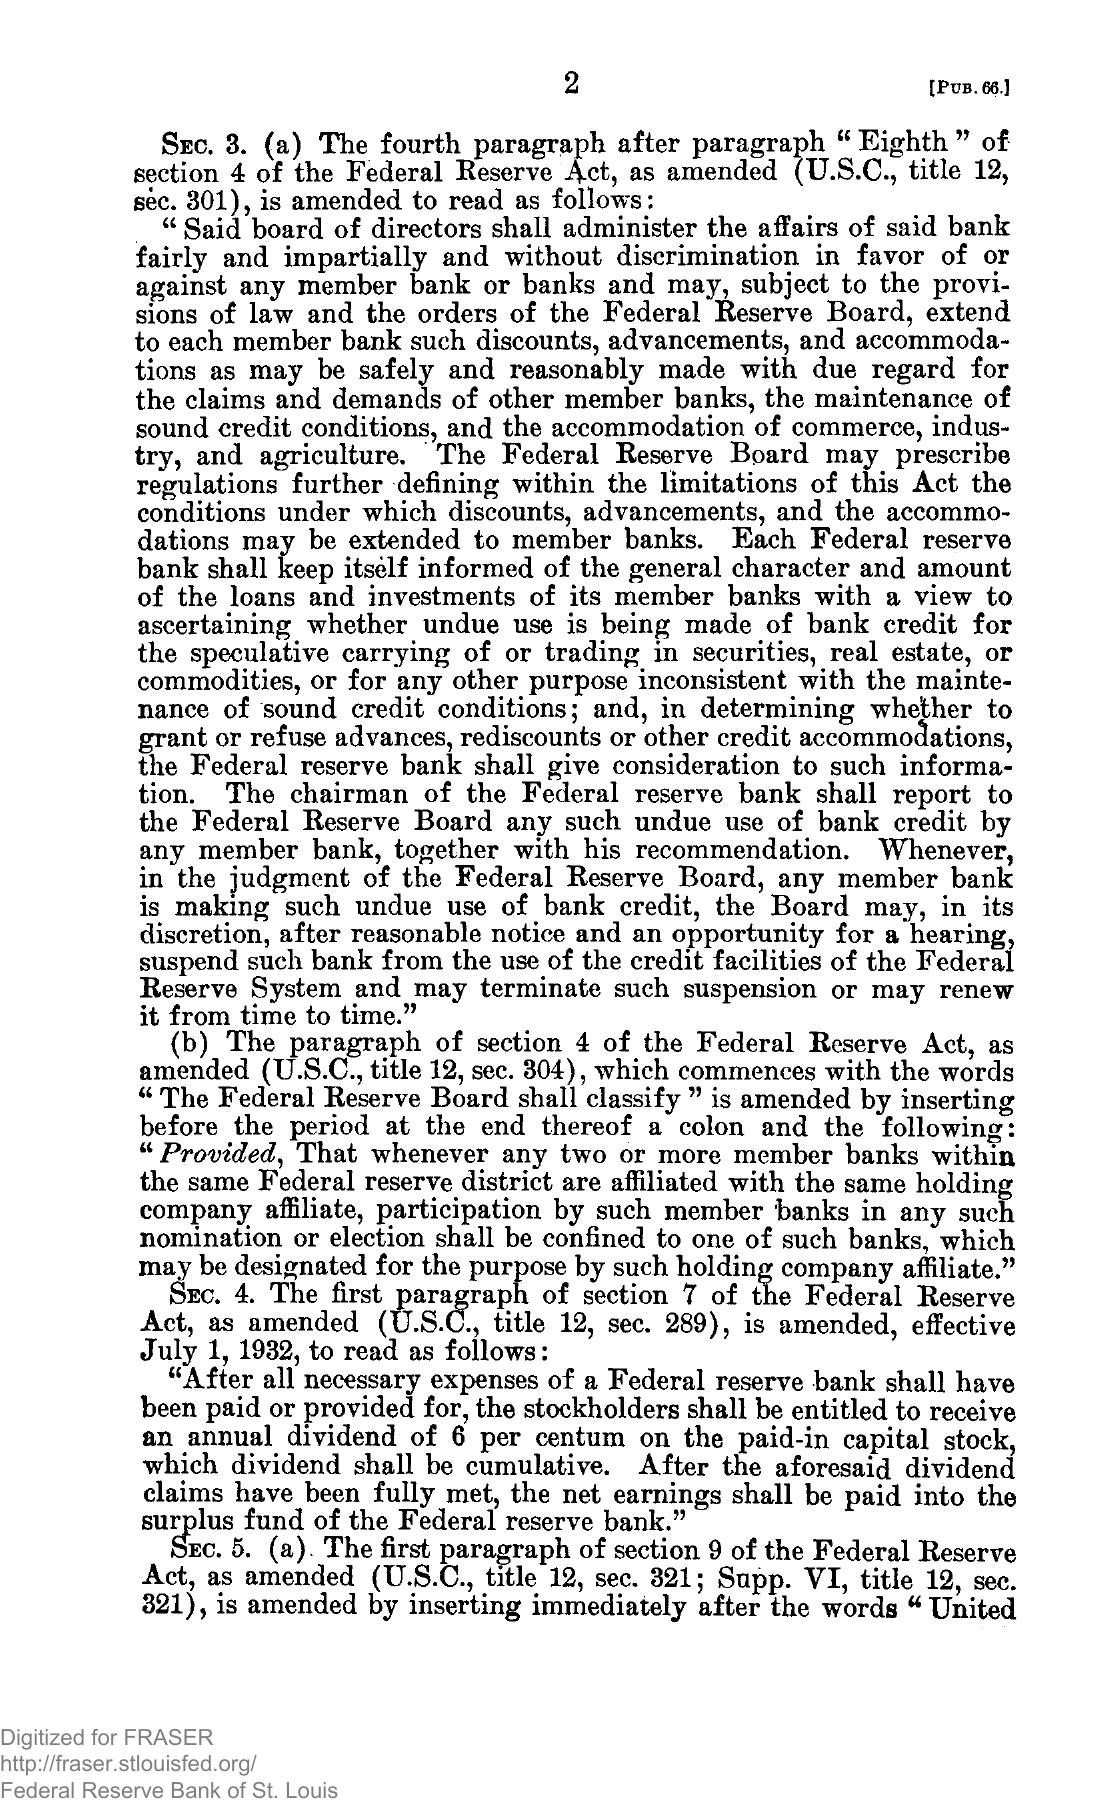 2 [PUB. 66.]
SEC. 3. (a) The fourth paragraph after paragraph “ Eighth ” of
section 4 of the Federal Reserve Act, as amended (U.S.C., title 12,
sec. 301), is amended to read as follows:
“ Said board of directors shall administer the affairs of said bank
fairly and impartially and without discrimination in favor of or
against any member bank or banks and may, subject to the provi-
sions of law and the orders of the Federal Reserve Board, extend
to each member bank such discounts, advancements, and accommoda-
tions as may be safely and reasonably made with due regard for
the claims and demands of other member banks, the maintenance of
sound credit conditions, and the accommodation of commerce, indus-
try, and agriculture. The Federal Reserve Board may prescribe
regulations further defining within the limitations of this Act the
conditions under which discounts, advancements, and the accommo-
dations may be extended to member banks. Each Federal reserve
bank shall keep itself informed of the general character and amount
of the loans and investments of its member banks with a view to
ascertaining whether undue use is being made of bank credit for
the speculative carrying of or trading in securities, real estate, or
commodities, or for any other purpose inconsistent with the mainte-
nance of sound credit conditions; and, in determining whether to
grant or refuse advances, rediscounts or other credit accommodations,
the Federal reserve bank shall give consideration to such informa-
tion. The chairman of the Federal reserve bank shall report to
the Federal Reserve Board any such undue use of bank credit by
any member bank, together with his recommendation. Whenever,
in the judgment of the Federal Reserve Board, any member bank
is making such undue use of bank credit, the Board may, in its
discretion, after reasonable notice and an opportunity for a hearing,
suspend such bank from the use of the credit facilities of the Federal
Reserve System and may terminate such suspension or may renew
it from time to time.”
(b) The paragraph of section 4 of the Federal Reserve Act, as
amended (U.S.C., title 12, sec. 304), which commences with the words
“ The Federal Reserve Board shall classify ” is amended by inserting
before the period at the end thereof a colon and the following:
“ Provided, That whenever any two or more member banks within
the same Federal reserve district are affiliated with the same holding
company affiliate, participation by such member banks in any such
nomination or election shall be confined to one of such banks, which
may be designated for the purpose by such holding company affiliate.”
SEC. 4. The first paragraph of section 7 of the Federal Reserve
Act, as amended (U.S.C., title 12, sec. 289), is amended, effective
July 1, 1932, to read as follows:
“After all necessary expenses of a Federal reserve bank shall have
been paid or provided for, the stockholders shall be entitled to receive
an annual dividend of 6 per centum on the paid-in capital stock,
which dividend shall be cumulative. After the aforesaid dividend
claims have been fully met, the net earnings shall be paid into the
surplus fund of the Federal reserve bank.”
SEC. 5. (a) The first paragraph of section 9 of the Federal Reserve
Act, as amended (U.S.C., title 12, sec. 321; Supp. VI, title 12, sec.
321), is amended by inserting immediately after the words “ United
Digitized for FRASER
http://fraser.stlouisfed.org/
Federal Reserve Bank of St. Louis